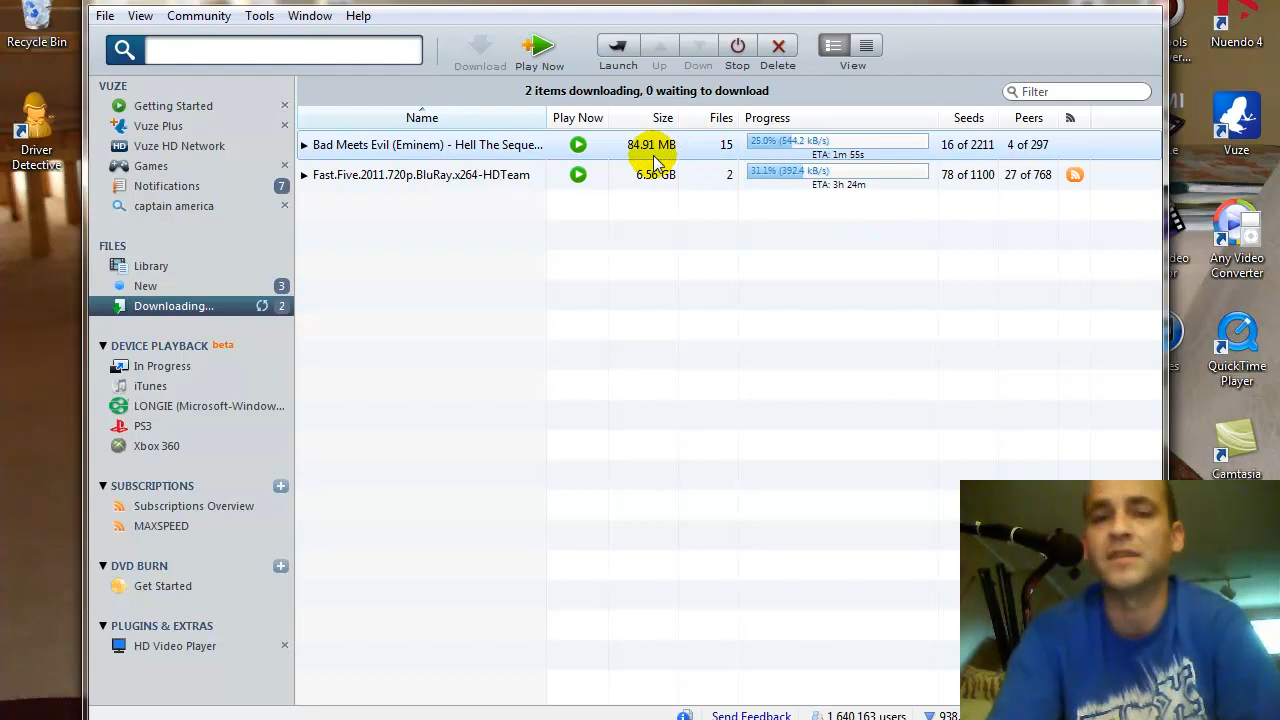 File View Community Tools Window Help
Recycle Bin
Driver
Detective
Download Play Now Launch Up Down Stop Delete View
VUZE
Getting Started
Vuze Plus
Vuze HD Network
Games
Notifications 7
captain america
FILES
Library
New 3
Downloading... 2
DEVICE PLAYBACK beta
In Progress
iTunes
LONGIE (Microsoft-Window...
PS3
Xbox 360
SUBSCRIPTIONS
Subscriptions Overview
MAXSPEED
DVD BURN
Get Started
PLUGINS & EXTRAS
HD Video Player
2 items downloading, 0 waiting to download
Filter
Name Play Now Size Files Progress Seeds Peers
Bad Meets Evil (Eminem) - Hell The Seque... 84.91 MB 15 25.0% (544.2 kB/s) 16 of 2211 4 of 297
ETA: 1m 55s
Fast.Five.2011.720p.BluRay.x264-HDTeam GB 2 31.1% (392.4 kB/s) 78 of 1100 27 of 768
ETA: 3h 24m
Send Feedback 1,640,163 users 938
Nuendo 4
Vuze
Any Video
Converter
QuickTime
Player
Camtasia